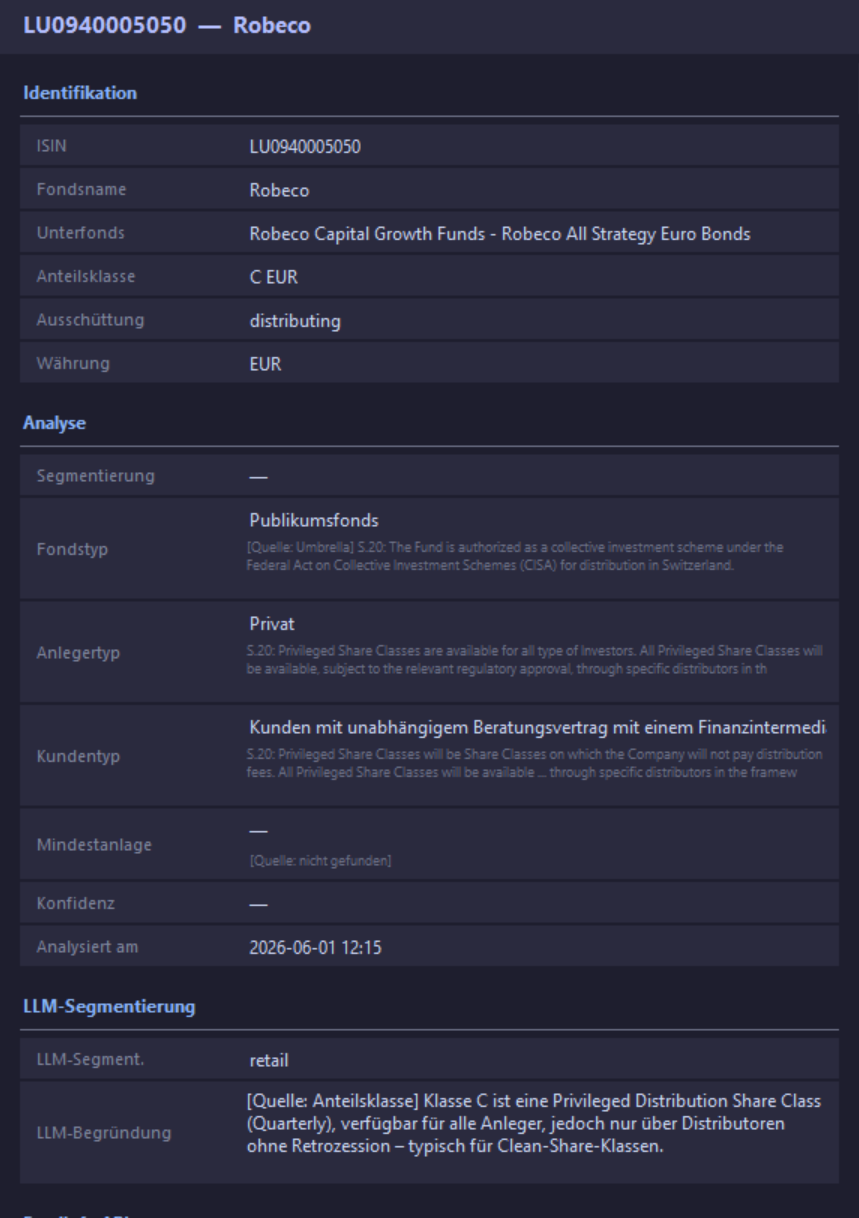 LU0940005050 — Robeco
Identifikation
ISIN LU0940005050
Fondsname Robeco
Unterfonds Robeco Capital Growth Funds - Robeco All Strategy Euro Bonds
Anteilsklasse C EUR
Ausschüttung distributing
Währung EUR
Analyse
Segmentierung —
Fondstyp Publikumsfonds
[Quelle: Umbrella] S.20: The Fund is authorized as a collective investment scheme under the
Federal Act on Collective Investment Schemes (CISA) for distribution in Switzerland.
Anlegertyp Privat
S.20: Privileged Share Classes are available for all type of Investors. All Privileged Share Classes will
be available, subject to the relevant regulatory approval, through specific distributors in th
Kundentyp Kunden mit unabhängigem Beratungsvertrag mit einem Finanzintermedi
S.20: Privileged Share Classes will be Share Classes on which the Company will not pay distribution
fees. All Privileged Share Classes will be available ... through specific distributors in the framew
Mindestanlage —
[Quelle: nicht gefunden]
Konfidenz —
Analysiert am 2026-06-01 12:15
LLM-Segmentierung
LLM-Segment. retail
LLM-Begründung [Quelle: Anteilsklasse] Klasse C ist eine Privileged Distribution Share Class
(Quarterly), verfügbar für alle Anleger, jedoch nur über Distributoren
ohne Retrozession – typisch für Clean-Share-Klassen.